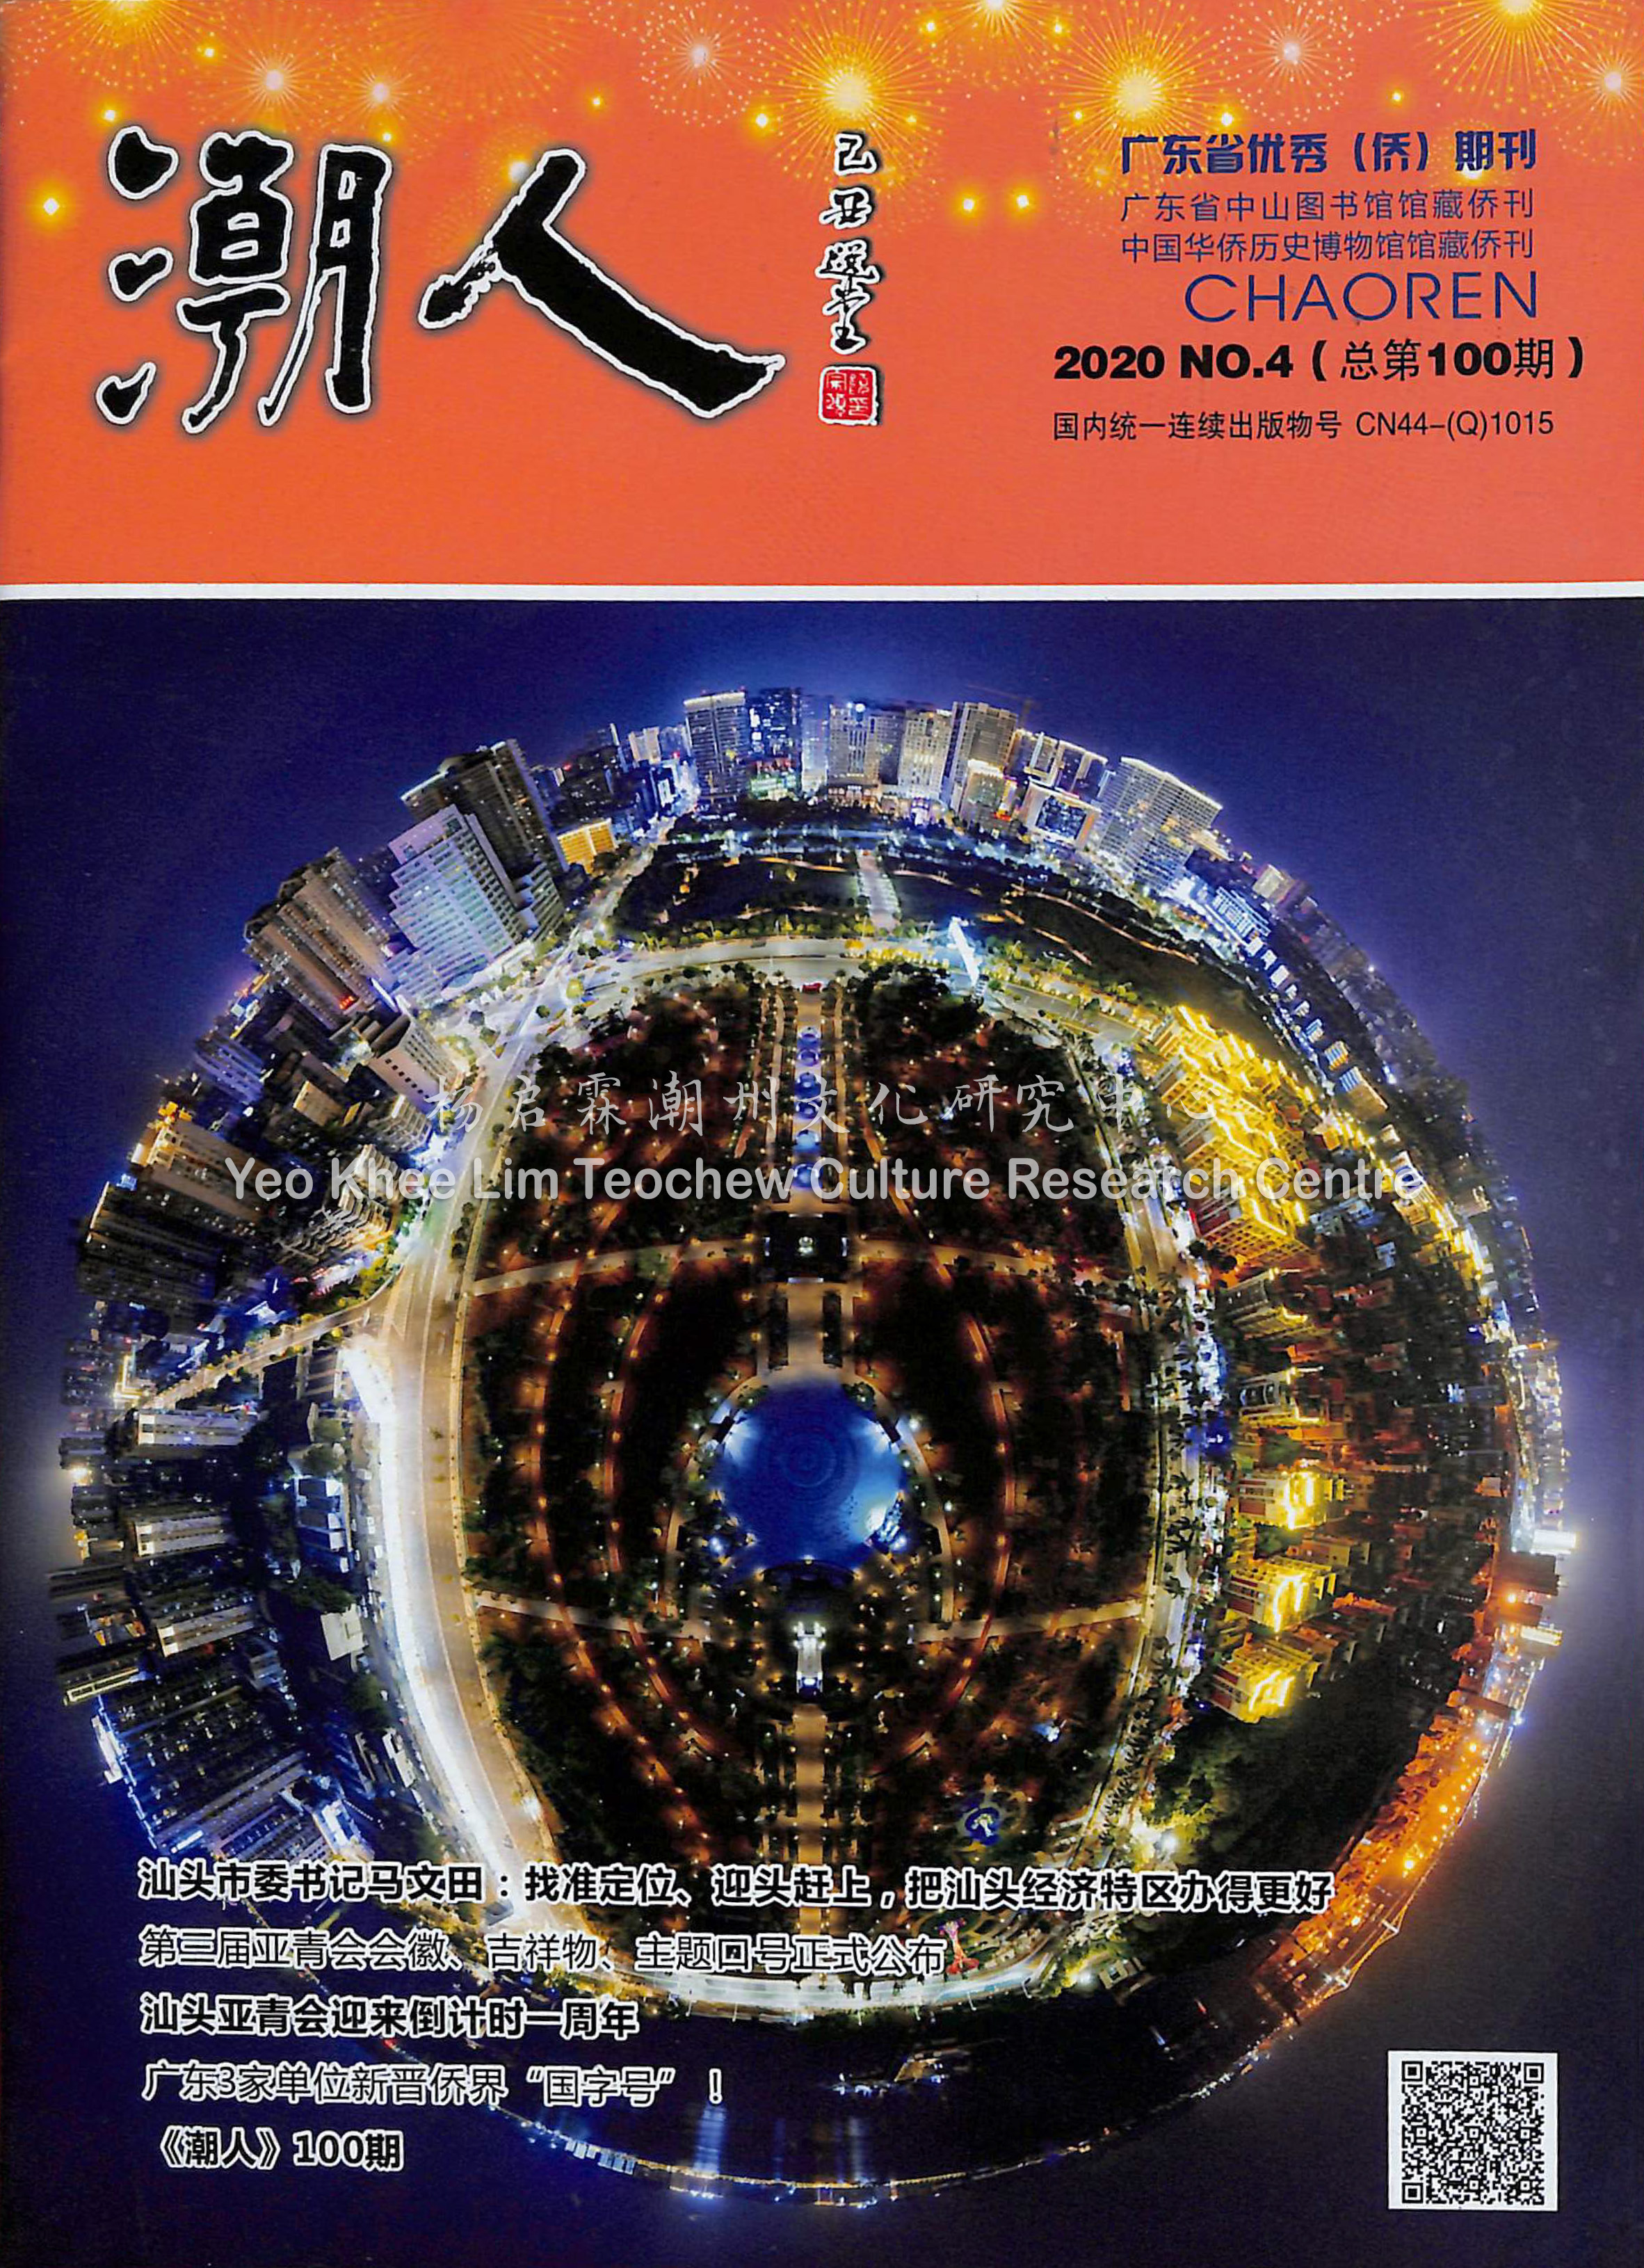 潮人
己丑選堂
广东省优秀（侨）期刊
广东省中山图书馆馆藏侨刊
中国华侨历史博物馆馆藏侨刊
CHAOREN
2020 NO.4（总第100期）
国内统一连续出版物号 CN44-(Q)1015
杨启霖潮州文化研究中心
Yeo Khee Lim Teochew Culture Research Centre
汕头市委书记马文田：找准定位、迎头赶上，把汕头经济特区办得更好
第三届亚青会会徽、吉祥物、主题口号正式公布
汕头亚青会迎来倒计时一周年
广东3家单位新晋侨界“国字号”！
《潮人》100期